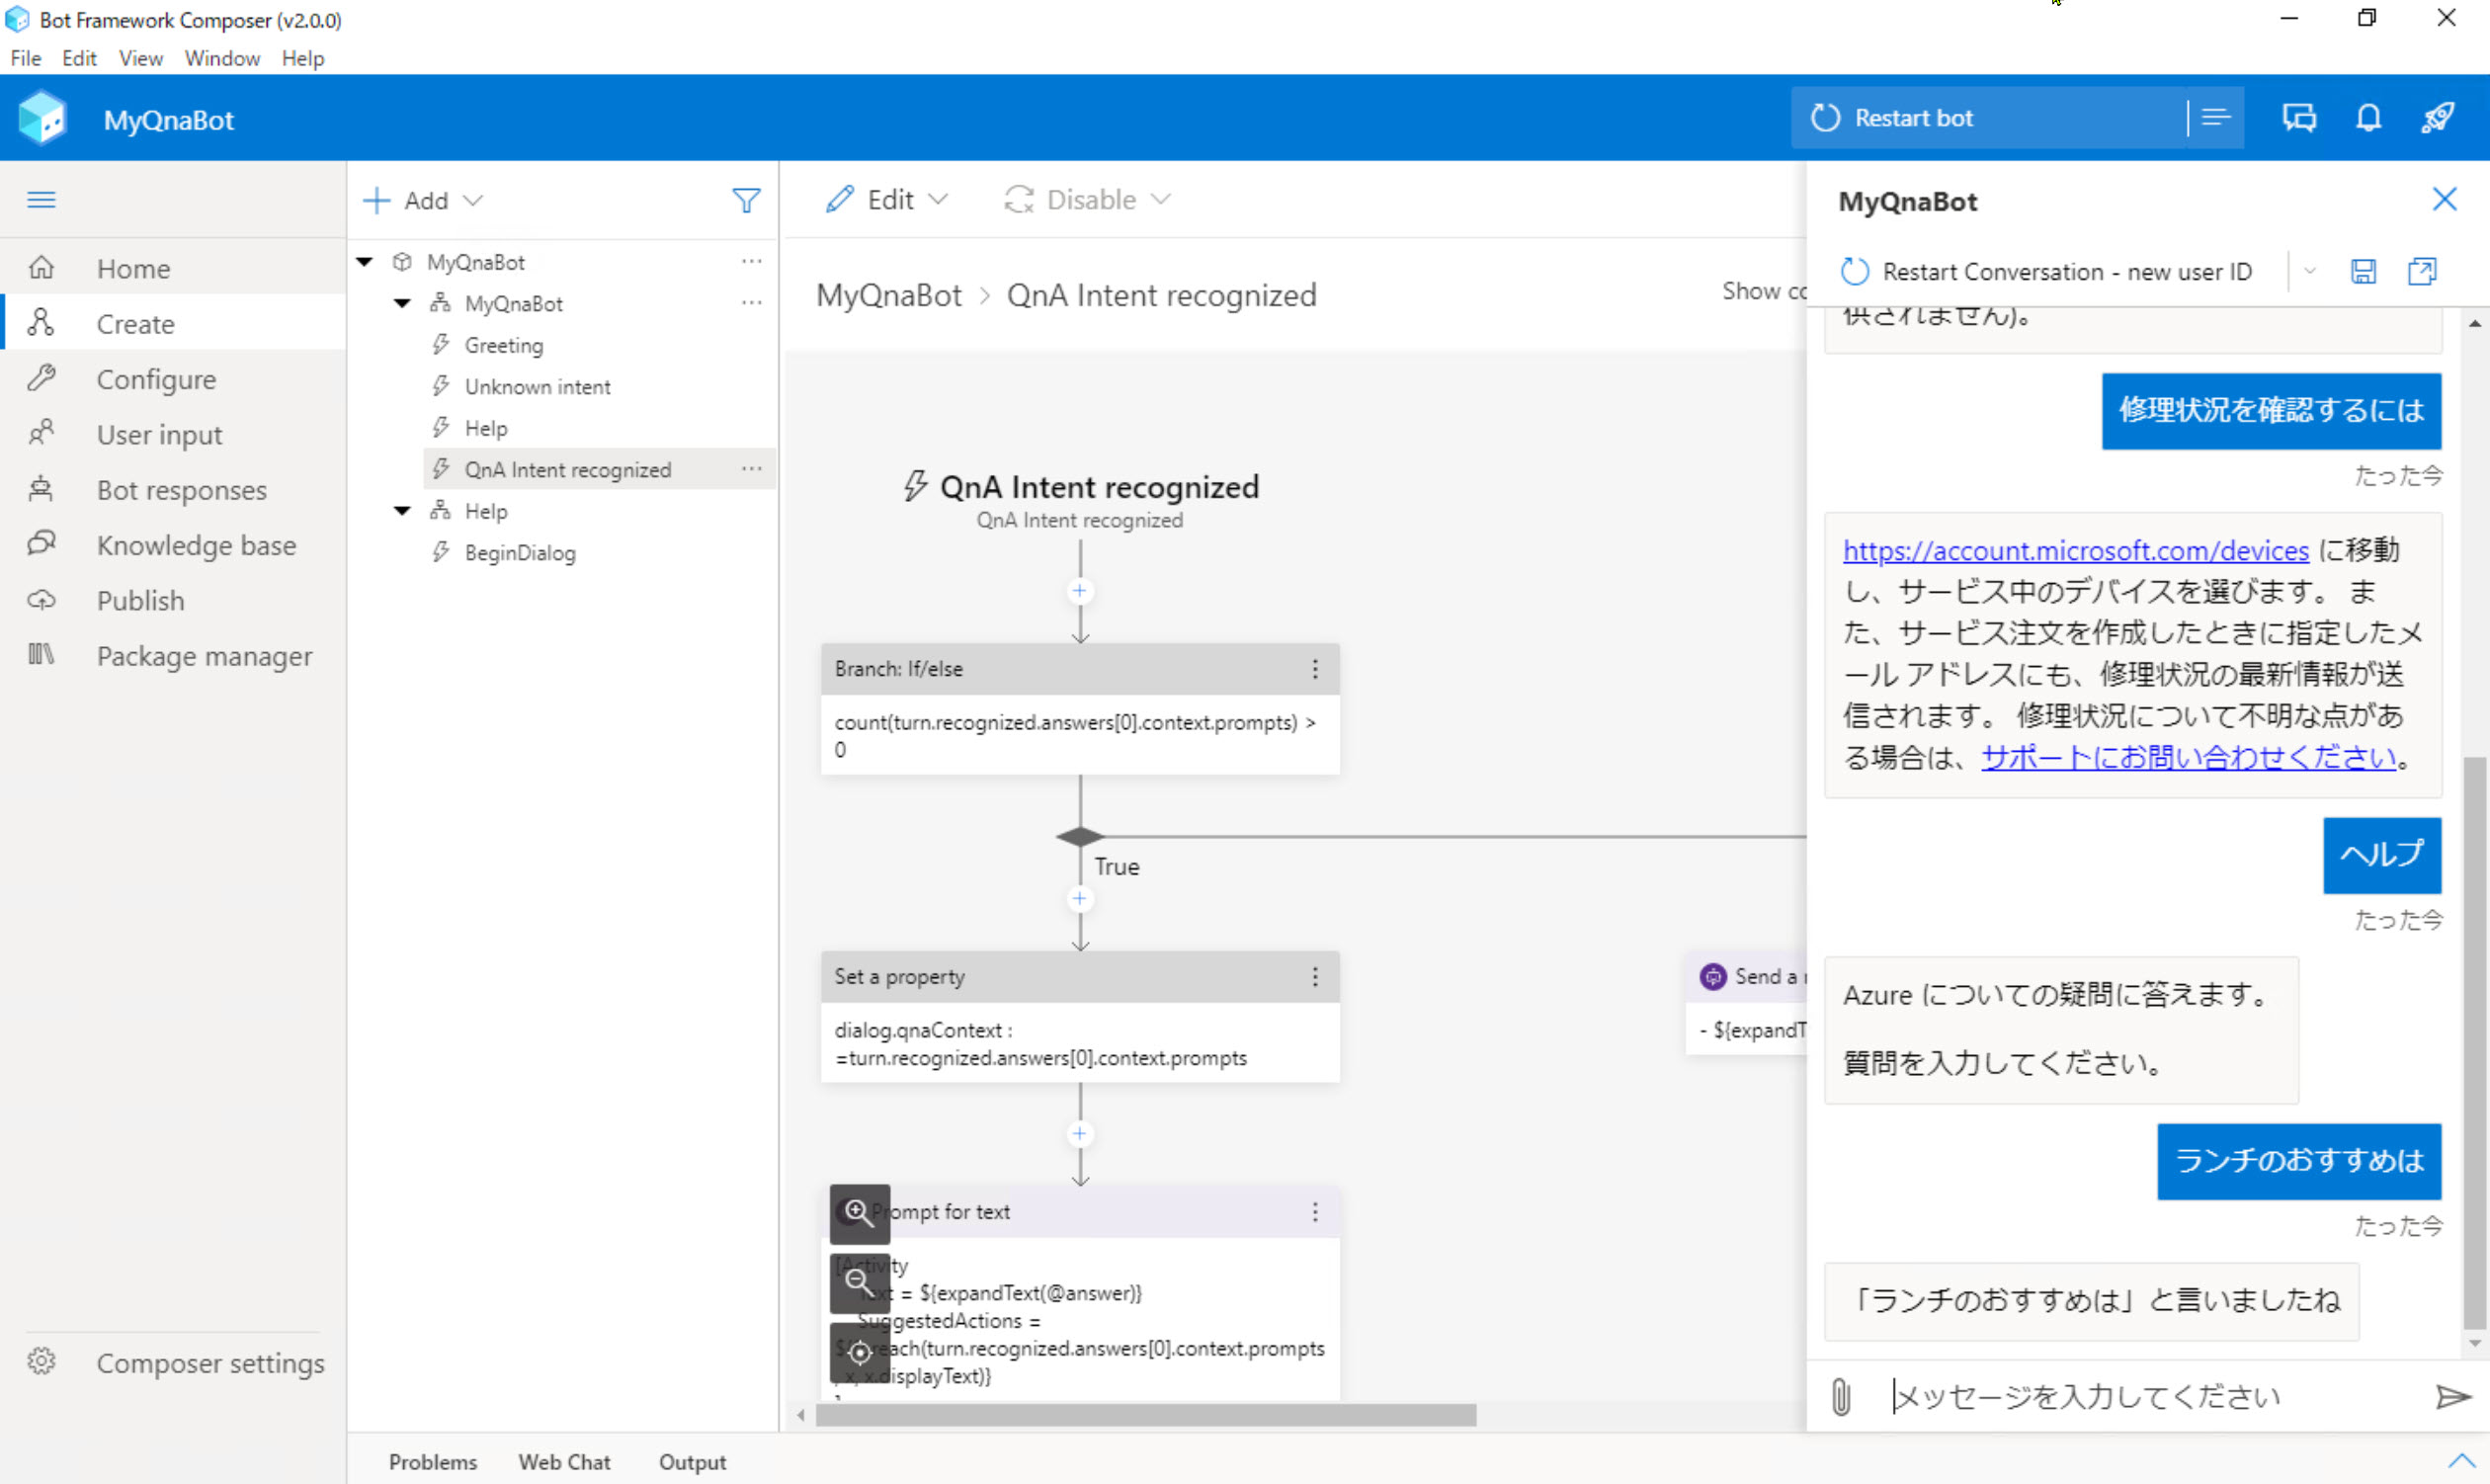 Bot Framework Composer (v2.0.0)
File Edit View Window Help
MyQnaBot
Restart bot
Home
Create
Configure
User input
Bot responses
Knowledge base
Publish
Package manager
Composer settings
Add
MyQnaBot
MyQnaBot
Greeting
Unknown intent
Help
QnA Intent recognized
Help
BeginDialog
Edit Disable
MyQnaBot > QnA Intent recognized
Show
QnA Intent recognized
QnA Intent recognized
Branch: If/else
count(turn.recognized.answers[0].context.prompts) >
0
True
Set a property
dialog.qnaContext :
=turn.recognized.answers[0].context.prompts
Send a
- ${expandT
Prompt for text
[Activity
= ${expandText(@answer)}
SuggestedActions =
(turn.recognized.answers[0].context.prompts
, x, x.displayText)}
MyQnaBot
Restart Conversation - new user ID
供されません)。
修理状況を確認するには
たった今
https://account.microsoft.com/devices に移動
し、サービス中のデバイスを選びます。 ま
た、サービス注文を作成したときに指定したメ
ール アドレスにも、修理状況の最新情報が送
信されます。 修理状況について不明な点があ
る場合は、サポートにお問い合わせください。
ヘルプ
たった今
Azure についての疑問に答えます。
質問を入力してください。
ランチのおすすめは
たった今
「ランチのおすすめは」と言いましたね
メッセージを入力してください
Problems Web Chat Output